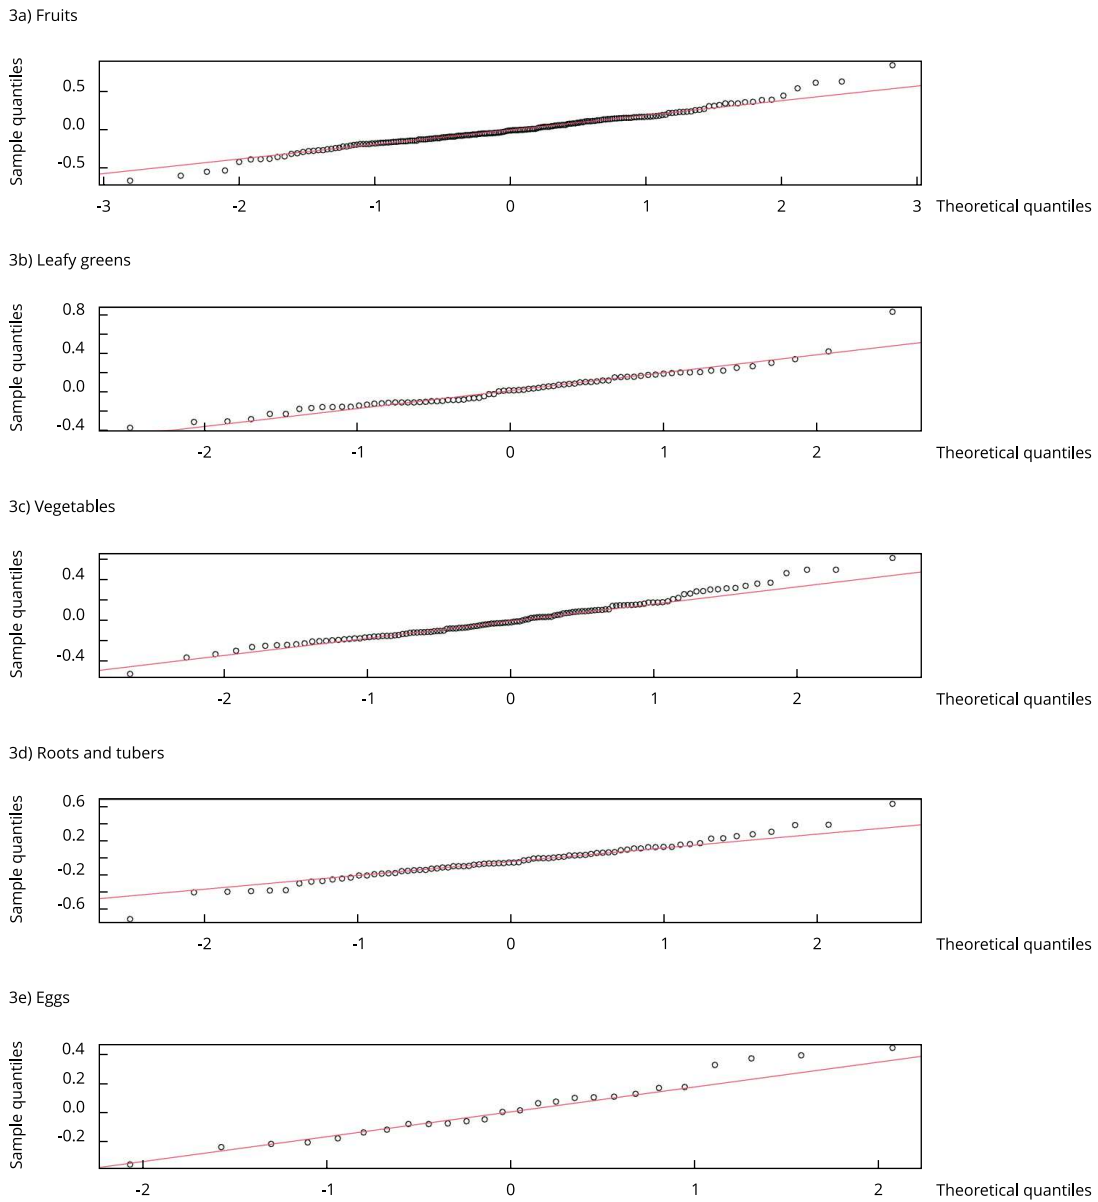 3a) Fruits
Sample quantiles
0.5
0.0
-0.5
-3 -2 -1 0 1 2 3 Theoretical quantiles
3b) Leafy greens
Sample quantiles
0.8
0.4
0.0
-0.4
-2 -1 0 1 2 Theoretical quantiles
3c) Vegetables
Sample quantiles
0.4
0.0
-0.4
-2 -1 0 1 2 Theoretical quantiles
3d) Roots and tubers
Sample quantiles
0.6
0.2
-0.2
-0.6
-2 -1 0 1 2 Theoretical quantiles
3e) Eggs
Sample quantiles
0.4
0.2
0.0
-0.2
-2 -1 0 1 2 Theoretical quantiles